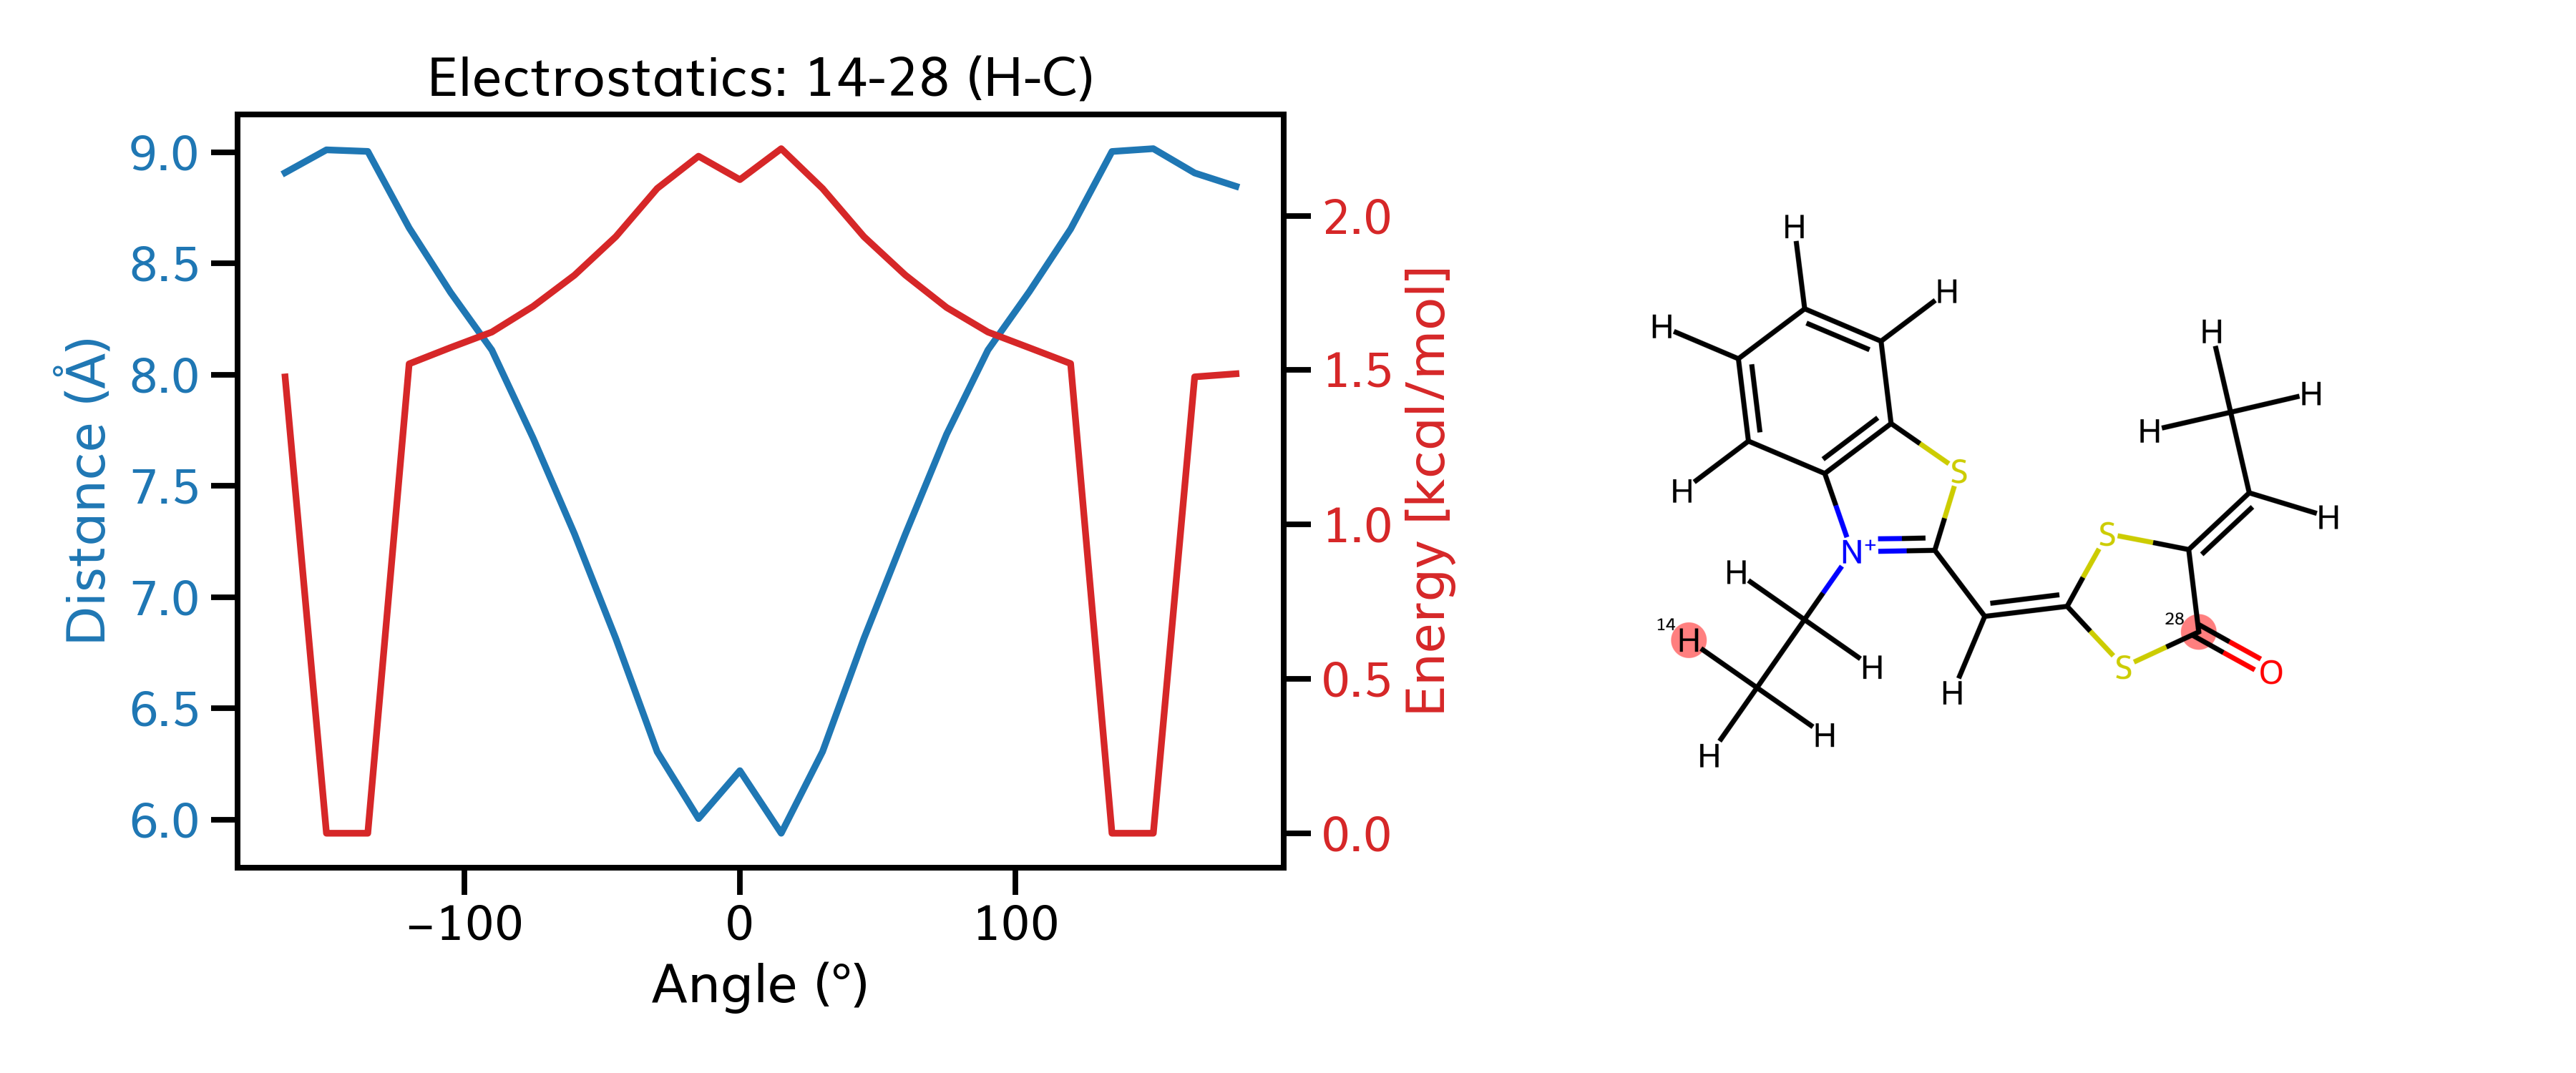 Electrostatics: 14-28 (H-C)
9.0
8.5
8.0
7.5
7.0
6.5
6.0
Distance (Å)
2.0
1.5
1.0
0.5
0.0
Energy [kcal/mol]
−100 0 100
Angle (°)
H
H
H
H
H
H
H
S
H
H
S
N+
H
28
14
H
H
S
O
H
H
H